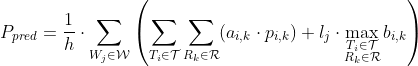 P_{pred} = \frac{1}{h} \cdot \sum_{W_j \in \mathcal{W}} \left( \sum_{T_i \in \mathcal{T}} \sum_{R_k \in \mathcal{R}} (a_{i,k} \cdot p_{i,k}) + l_j \cdot \max_{\substack{T_i \in \mathcal{T} \\ R_k \in \mathcal{R}}} b_{i,k} \right)